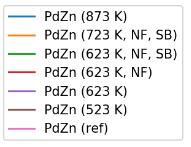 PdZn (873 K)
PdZn (723 K, NF, SB)
PdZn (623 K, NF, SB)
PdZn (623 K, NF)
PdZn (623 K)
PdZn (523 K)
PdZn (ref)